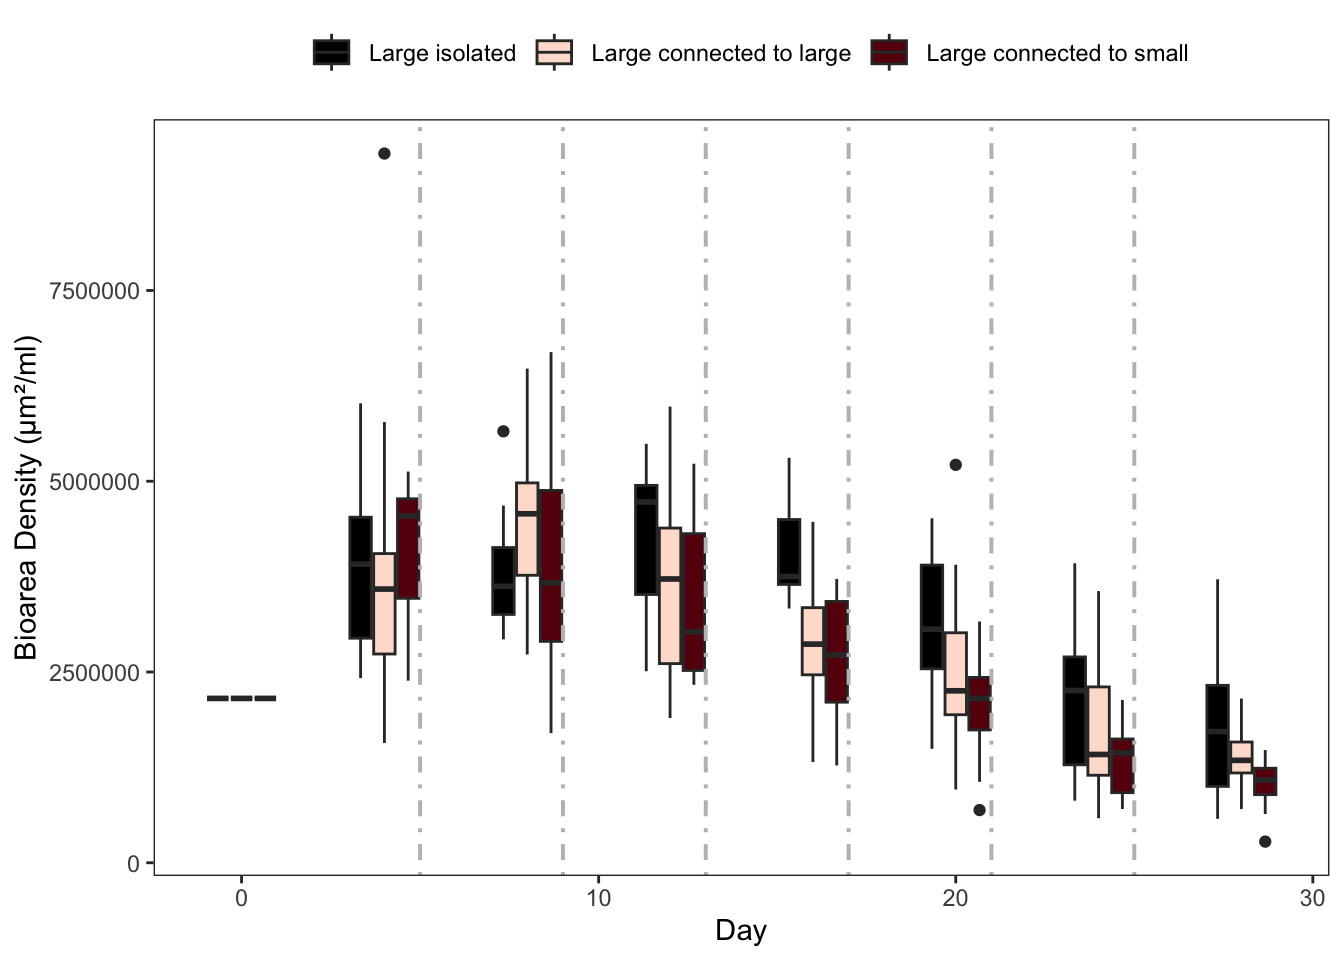 Large isolated Large connected to large Large connected to small
7500000
5000000
2500000
0
Bioarea Density (µm²/ml)
0 10 20 30
Day